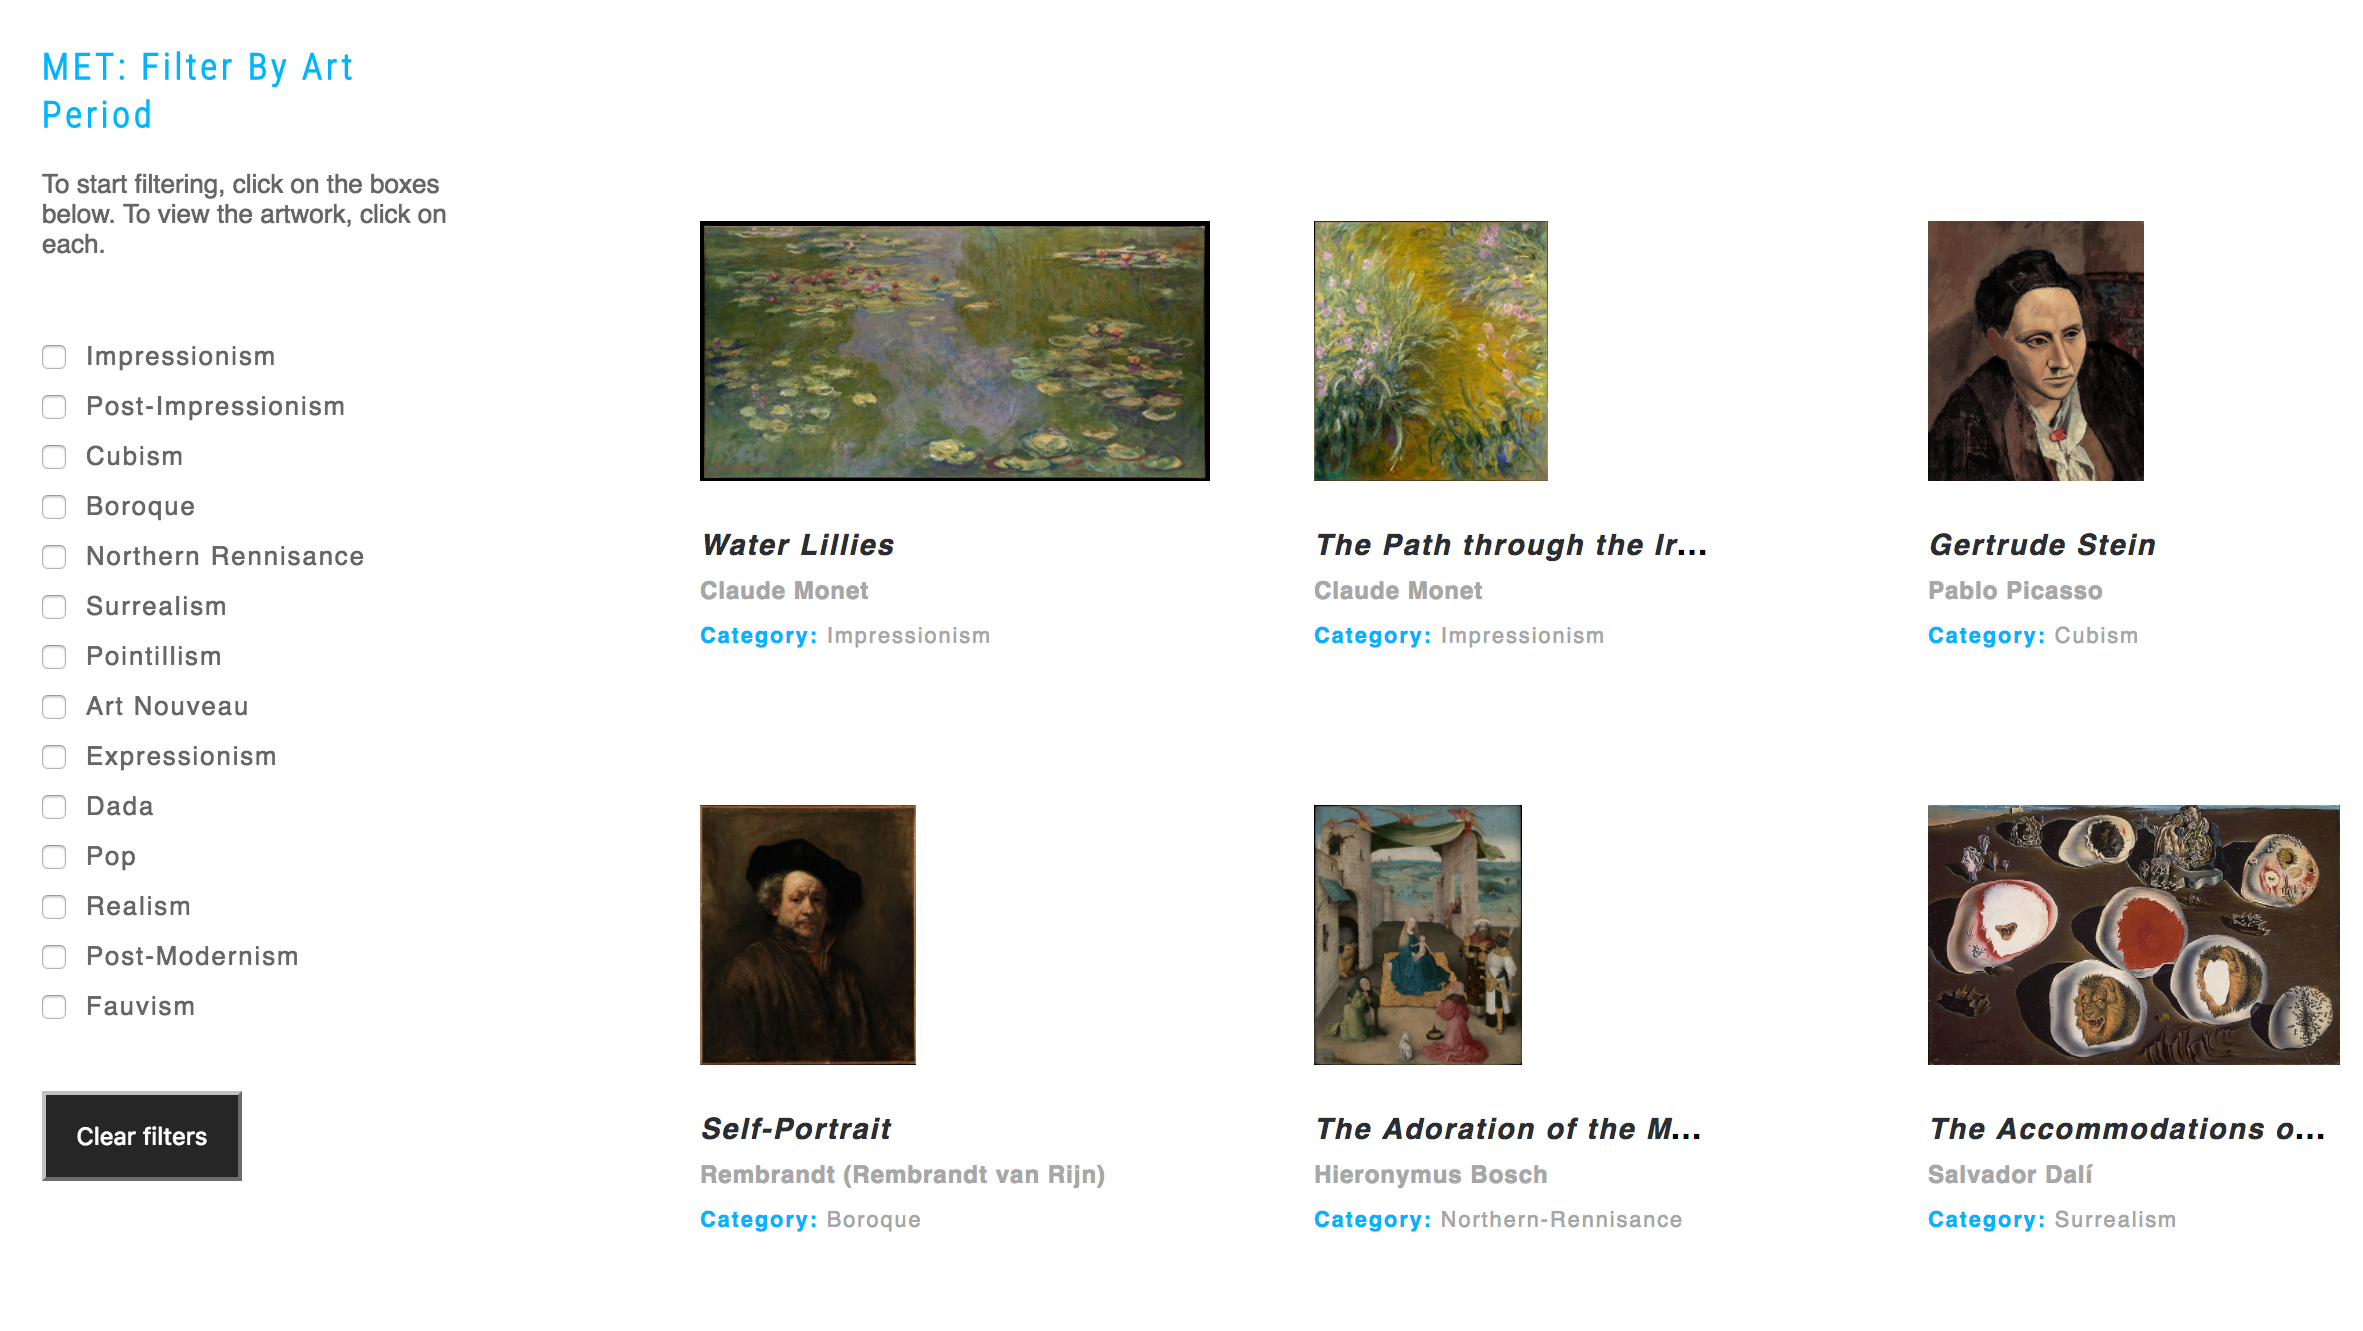 MET: Filter By Art
Period
To start filtering, click on the boxes
below. To view the artwork, click on
each.
Impressionism
Post-Impressionism
Cubism
Boroque
Northern Rennisance
Surrealism
Pointillism
Art Nouveau
Expressionism
Dada
Pop
Realism
Post-Modernism
Fauvism
Clear filters
Water Lillies
Claude Monet
Category: Impressionism
The Path through the Ir...
Claude Monet
Category: Impressionism
Gertrude Stein
Pablo Picasso
Category: Cubism
Self-Portrait
Rembrandt (Rembrandt van Rijn)
Category: Boroque
The Adoration of the M...
Hieronymus Bosch
Category: Northern-Rennisance
The Accommodations o...
Salvador Dalí
Category: Surrealism